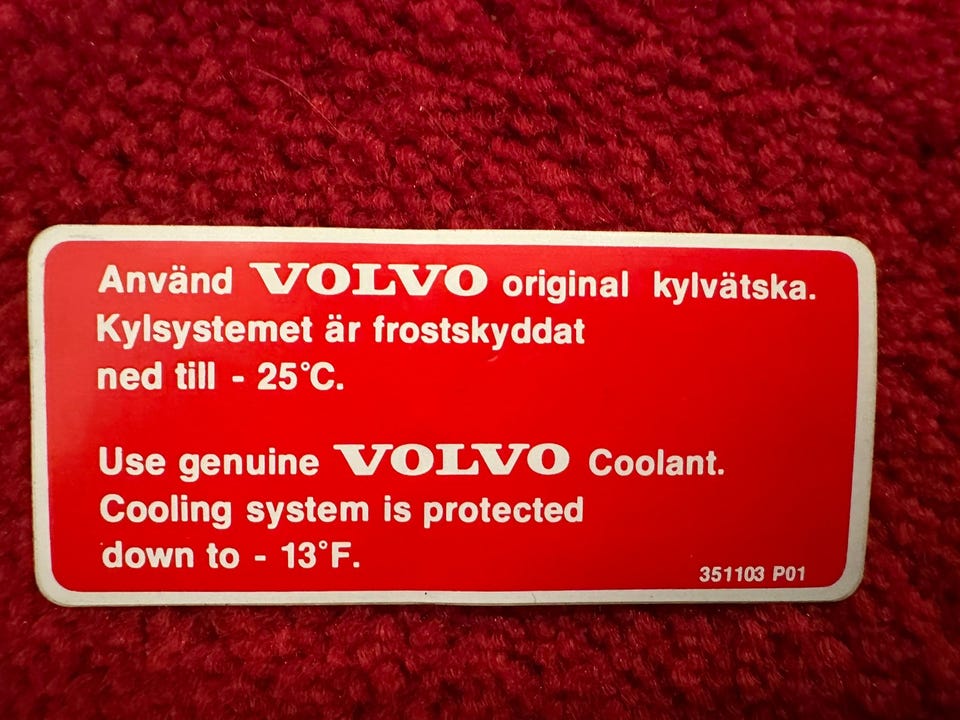 Använd VOLVO original kylvätska.
Kylsystemet är frostskyddat
ned till - 25°C.
Use genuine VOLVO Coolant.
Cooling system is protected
down to - 13°F.
351103 P01